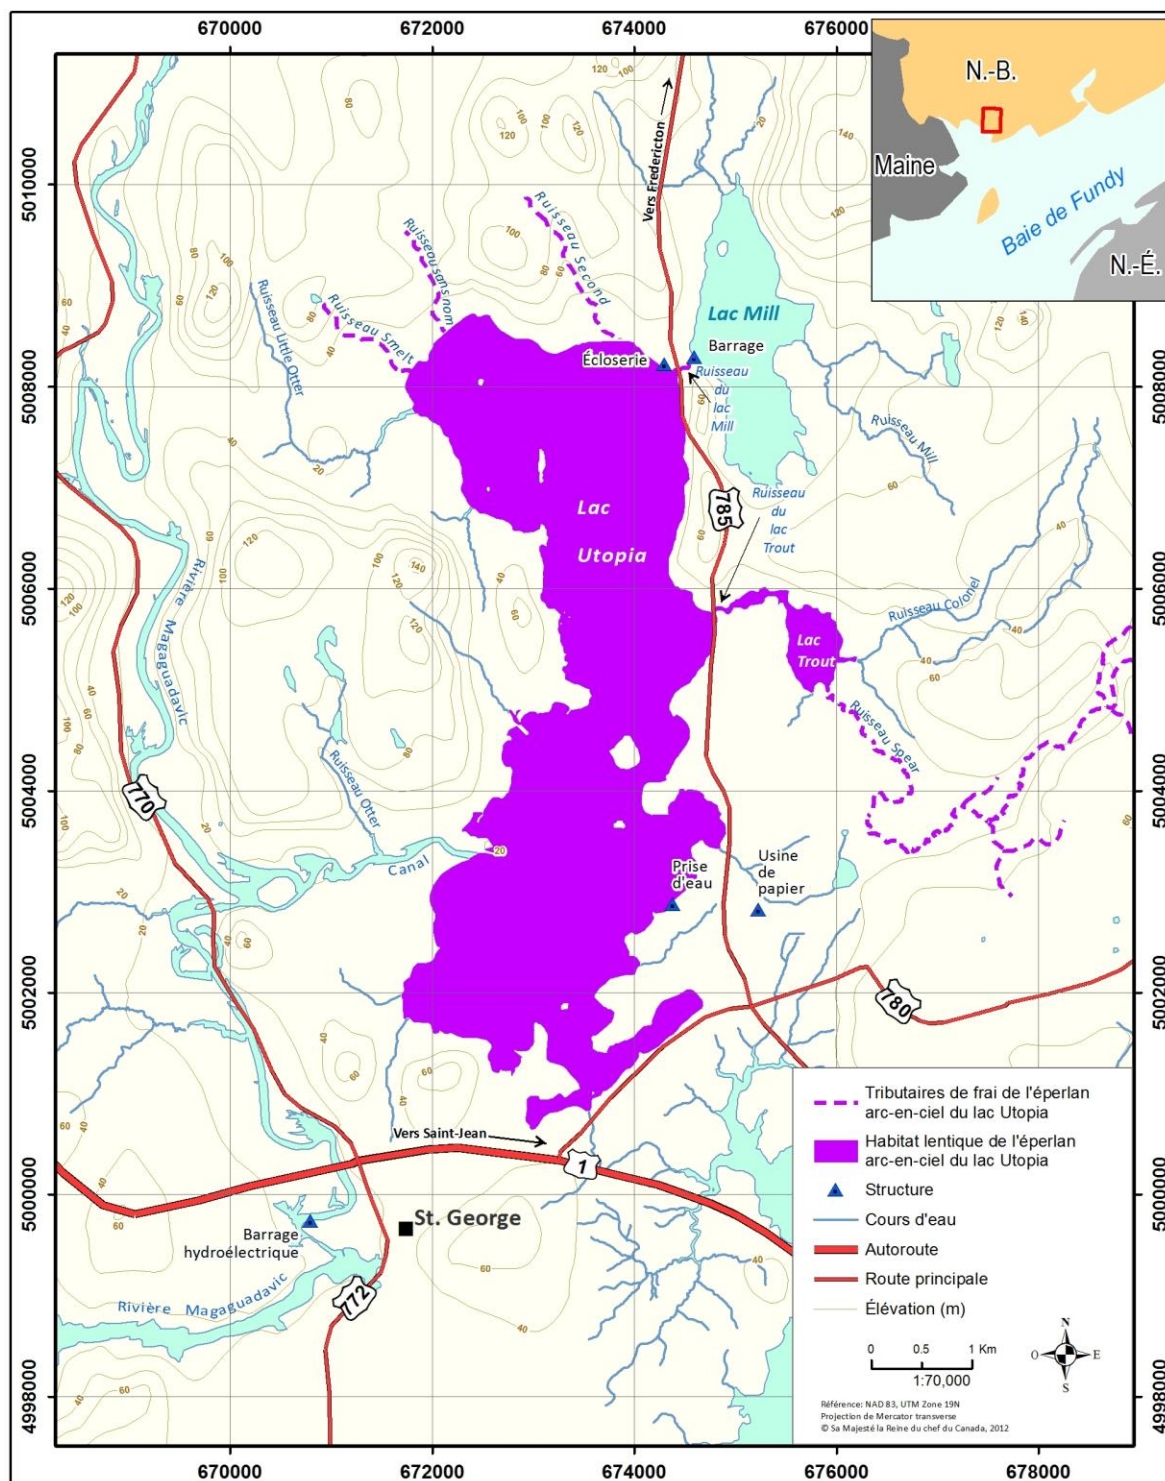 670000
672000
674000
676000
N.-B.
Maine
Baie de Fundy
N.-É.
5010000
5008000
5006000
5004000
5002000
5000000
4998000
5010000
5008000
5006000
5004000
5002000
5000000
4998000
Vers Fredericton
Ruisseau Second
Ruisseau sans nom
Ruisseau Smelt
Ruisseau Little Otter
Lac Mill
Barrage
Écloserie
Ruisseau
du
lac
Mill
Ruisseau Mill
Lac
Utopia
785
Ruisseau
du
lac
Trout
Ruisseau Colonel
Lac
Trout
Ruisseau Spear
Rivière Magaguadavic
770
Ruisseau Otter
Canal
Prise
d'eau
Usine
de
papier
780
Vers Saint-Jean
1
St. George
Barrage
hydroélectrique
Rivière Magaguadavic
772
Tributaires de frai de l'éperlan
arc-en-ciel du lac Utopia
Habitat lentique de l'éperlan
arc-en-ciel du lac Utopia
Structure
Cours d'eau
Autoroute
Route principale
Élévation (m)
0 0.5 1 Km
1:70,000
N
O E
S
Référence: NAD 83, UTM Zone 19N
Projection de Mercator transverse
© Sa Majesté la Reine du chef du Canada, 2012
670000
672000
674000
676000
678000